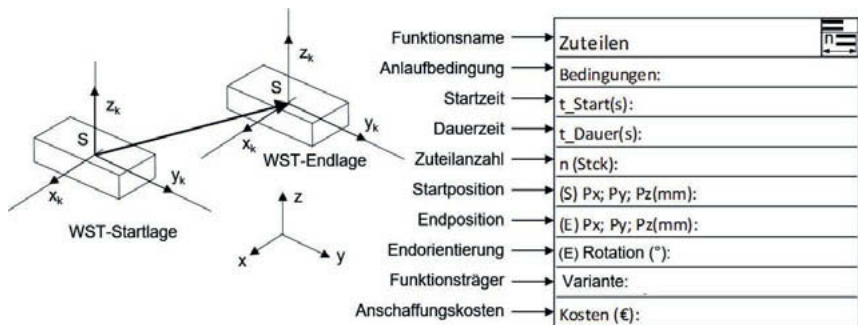 z_k
S
x_k
y_k
WST-Startlage
z_k
S
x_k
y_k
WST-Endlage
z
x
y
Funktionsname
Anlaufbedingung
Startzeit
Dauerzeit
Zuteilanzahl
Startposition
Endposition
Endorientierung
Funktionsträger
Anschaffungskosten
Zuteilen
n
Bedingungen:
t_Start(s):
t_Dauer(s):
n (Stck):
(S) Px; Py; Pz(mm):
(E) Px; Py; Pz(mm):
(E) Rotation (°):
Variante:
Kosten (€):